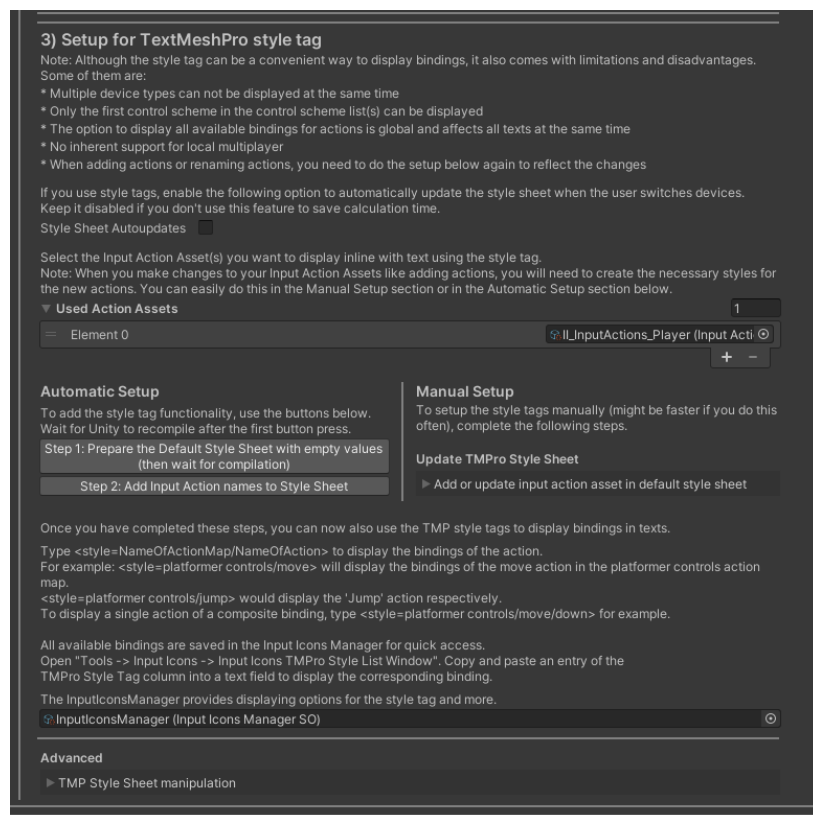 3) Setup for TextMeshPro style tag
Note: Although the style tag can be a convenient way to display bindings, it also comes with limitations and disadvantages.
Some of them are:
* Multiple device types can not be displayed at the same time
* Only the first control scheme in the control scheme list(s) can be displayed
* The option to display all available bindings for actions is global and affects all texts at the same time
* No inherent support for local multiplayer
* When adding actions or renaming actions, you need to do the setup below again to reflect the changes
If you use style tags, enable the following option to automatically update the style sheet when the user switches devices.
Keep it disabled if you don't use this feature to save calculation time.
Style Sheet Autoupdates
Select the Input Action Asset(s) you want to display inline with text using the style tag.
Note: When you make changes to your Input Action Assets like adding actions, you will need to create the necessary styles for
the new actions. You can easily do this in the Manual Setup section or in the Automatic Setup section below.
Used Action Assets 1
Element 0 II_InputActions_Player (Input Acti
+ −
Automatic Setup
To add the style tag functionality, use the buttons below.
Wait for Unity to recompile after the first button press.
Step 1: Prepare the Default Style Sheet with empty values
(then wait for compilation)
Step 2: Add Input Action names to Style Sheet
Manual Setup
To setup the style tags manually (might be faster if you do this
often), complete the following steps.
Update TMPro Style Sheet
Add or update input action asset in default style sheet
Once you have completed these steps, you can now also use the TMP style tags to display bindings in texts.
Type <style=NameOfActionMap/NameOfAction> to display the bindings of the action.
For example: <style=platformer controls/move> will display the bindings of the move action in the platformer controls action
map.
<style=platformer controls/jump> would display the 'Jump' action respectively.
To display a single action of a composite binding, type <style=platformer controls/move/down> for example.
All available bindings are saved in the Input Icons Manager for quick access.
Open "Tools -> Input Icons -> Input Icons TMPro Style List Window". Copy and paste an entry of the
TMPro Style Tag column into a text field to display the corresponding binding.
The InputIconsManager provides displaying options for the style tag and more.
InputIconsManager (Input Icons Manager SO)
Advanced
TMP Style Sheet manipulation